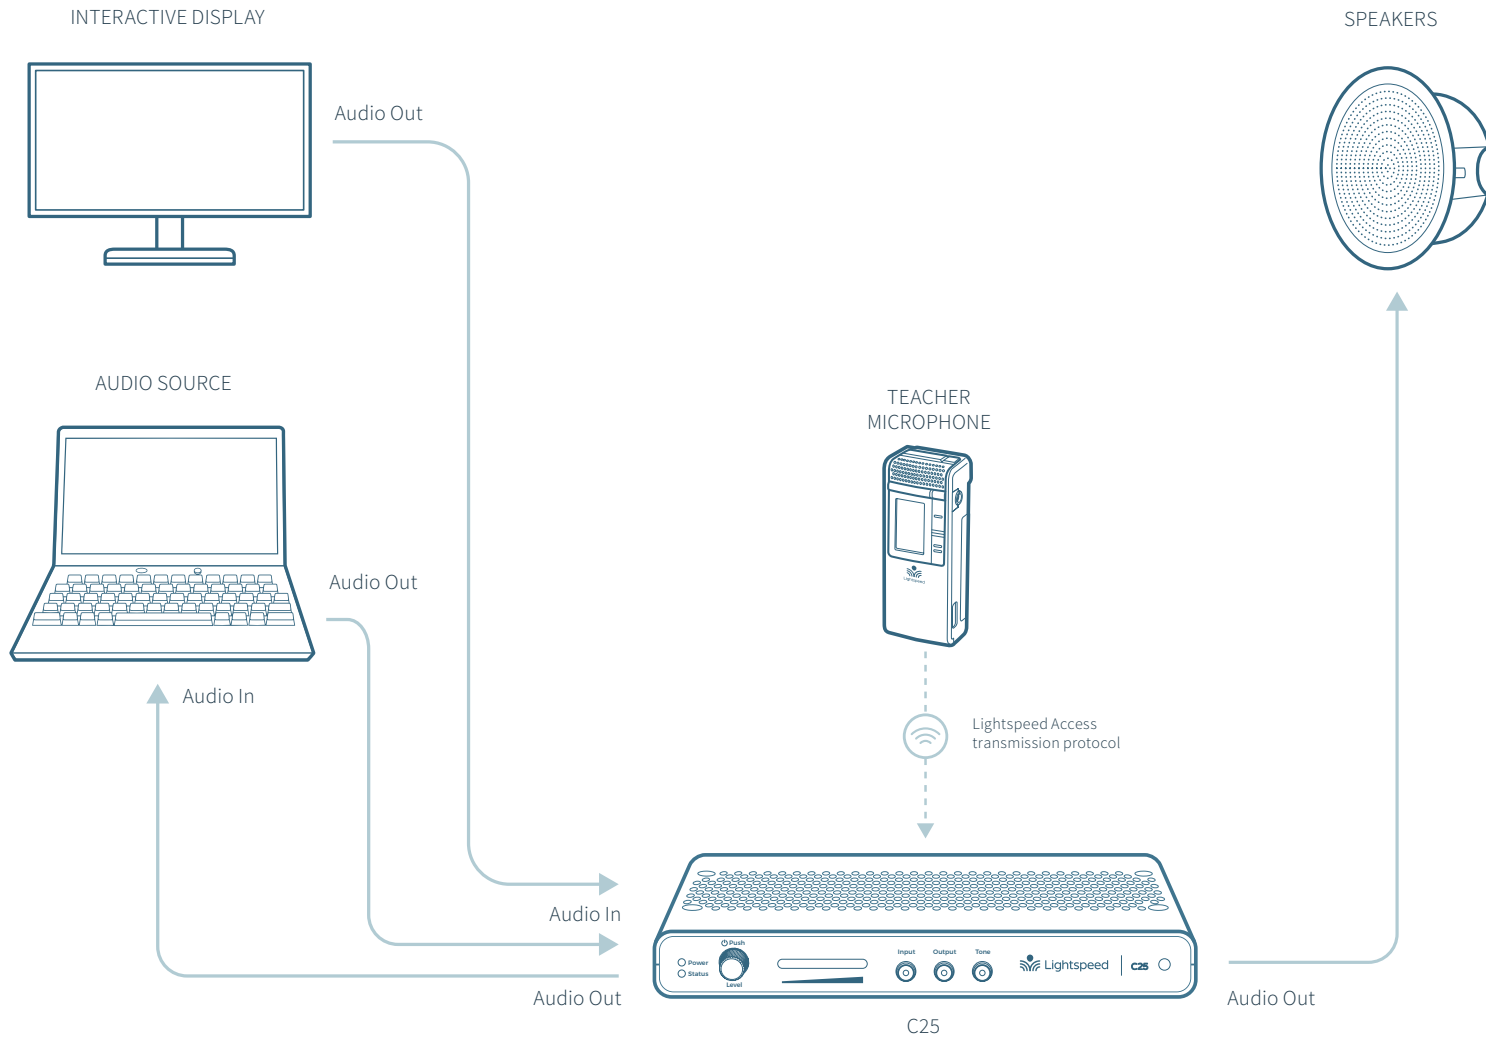 INTERACTIVE DISPLAY
SPEAKERS
Audio Out
AUDIO SOURCE
TEACHER
MICROPHONE
Lightspeed
Audio Out
Audio In
Lightspeed Access
transmission protocol
Audio In
Push
Power
Status
Level
Input
Output
Tone
Lightspeed
C25
Audio Out
Audio Out
C25